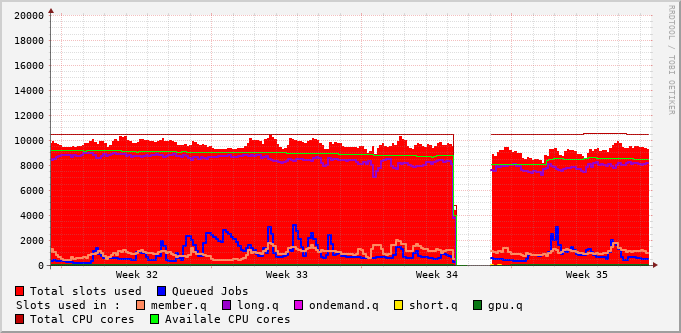 20000
18000
16000
14000
12000
10000
8000
6000
4000
2000
0
Week 32 Week 33 Week 34 Week 35
RRDTOOL / TOBI OETIKER
Total slots used Queued Jobs
Slots used in : member.q long.q ondemand.q short.q gpu.q
Total CPU cores Availale CPU cores